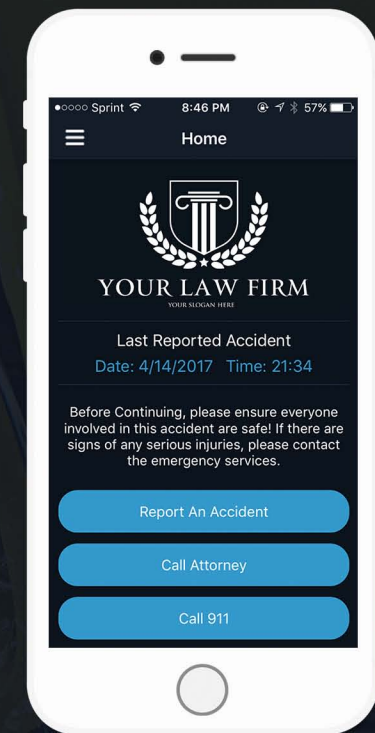 Sprint 8:46 PM 57%
Home
YOUR LAW FIRM
YOUR SLOGAN HERE
Last Reported Accident
Date: 4/14/2017 Time: 21:34
Before Continuing, please ensure everyone
involved in this accident are safe! If there are
signs of any serious injuries, please contact
the emergency services.
Report An Accident
Call Attorney
Call 911